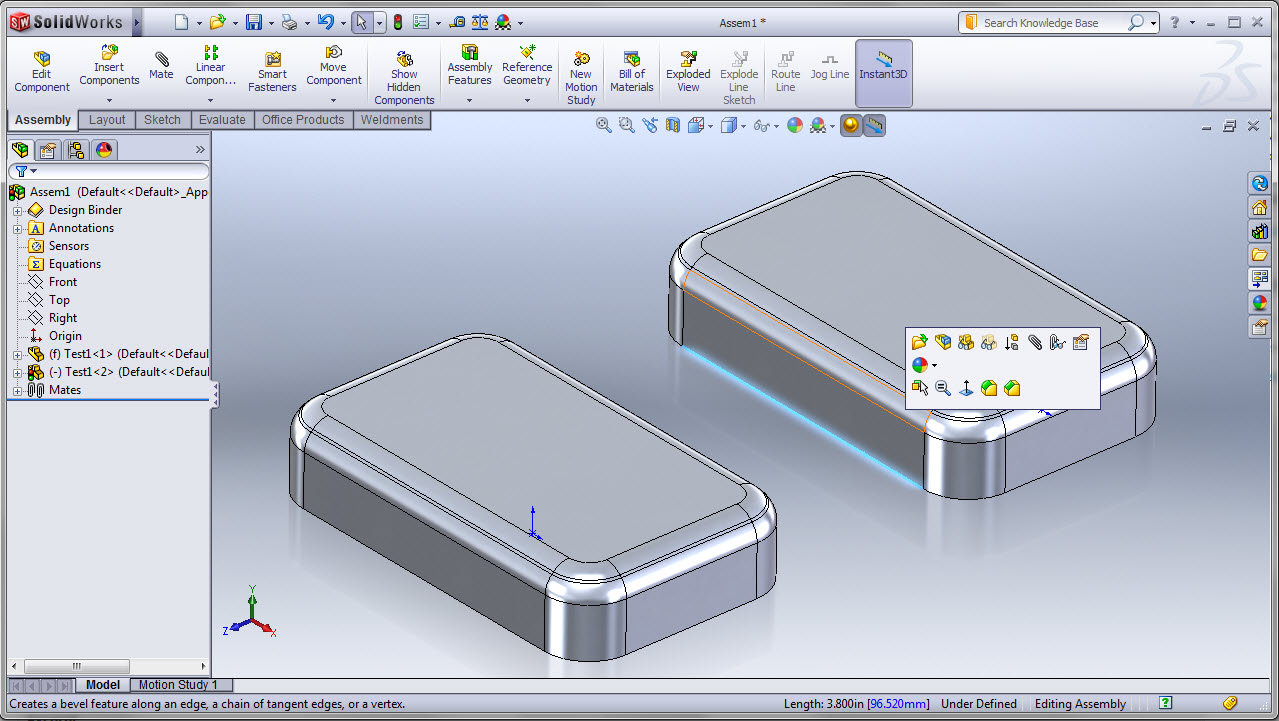 SolidWorks
Assem1 *
Search Knowledge Base
?
Edit Component
Insert Components
Mate
Linear Compon...
Smart Fasteners
Move Component
Show Hidden Components
Assembly Features
Reference Geometry
New Motion Study
Bill of Materials
Exploded View
Explode Line Sketch
Route Line
Jog Line
Instant3D
Assembly
Layout
Sketch
Evaluate
Office Products
Weldments
Assem1 (Default<<Default>_App
Design Binder
Annotations
Sensors
Equations
Front
Top
Right
Origin
(f) Test1<1> (Default<<Defaul
(-) Test1<2> (Default<<Defaul
Mates
Y
Z
X
Model
Motion Study 1
Creates a bevel feature along an edge, a chain of tangent edges, or a vertex.
Length: 3.800in [96.520mm]
Under Defined
Editing Assembly
?